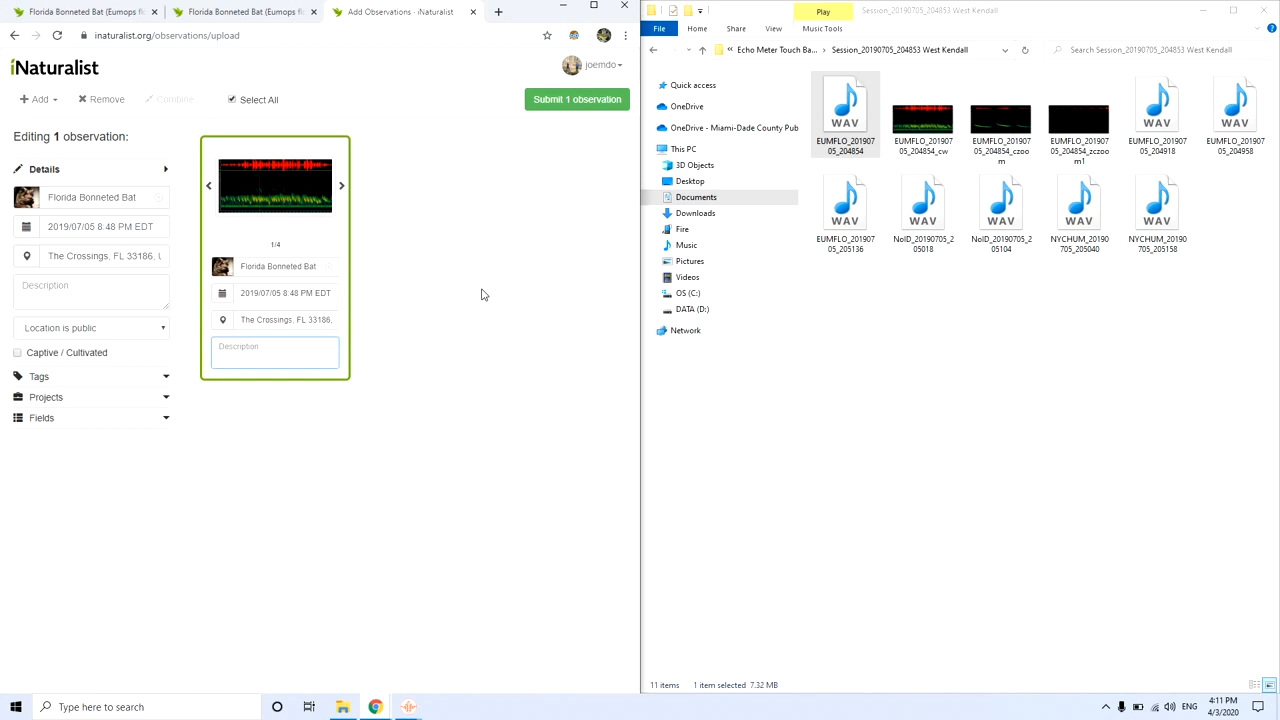 Florida Bonneted Bat (Eumops fl
Florida Bonneted Bat (Eumops fl
Add Observations - iNaturalist
inaturalist.org/observations/upload
iNaturalist
joemdo
Add
Remove
Combine
Select All
Submit 1 observation
Editing 1 observation:
Details
Florida Bonneted Bat
2019/07/05 8:48 PM EDT
The Crossings, FL 33186, U
Description
Location is public
Captive / Cultivated
Tags
Projects
Fields
1/4
Florida Bonneted Bat
2019/07/05 8:48 PM EDT
The Crossings, FL 33186,
Description
Play
Session_20190705_204853 West Kendall
File
Home
Share
View
Music Tools
« Echo Meter Touch Ba... > Session_20190705_204853 West Kendall
Search Session_20190705_204853 West Kendall
Quick access
OneDrive
OneDrive - Miami-Dade County Pub
This PC
3D Objects
Desktop
Documents
Downloads
Fire
Music
Pictures
Videos
OS (C:)
DATA (D:)
Network
WAV
EUMFLO_201907
05_204854
EUMFLO_201907
05_204854_cw
EUMFLO_201907
05_204854_czoo
m
EUMFLO_201907
05_204854_zczoo
m1
WAV
EUMFLO_201907
05_204918
WAV
EUMFLO_201907
05_204958
WAV
EUMFLO_201907
05_205136
WAV
NoID_20190705_2
05018
WAV
NoID_20190705_2
05104
WAV
NYCHUM_20190
705_205040
WAV
NYCHUM_20190
705_205158
11 items
1 item selected 7.32 MB
Type here to search
ENG
4:11 PM
4/3/2020